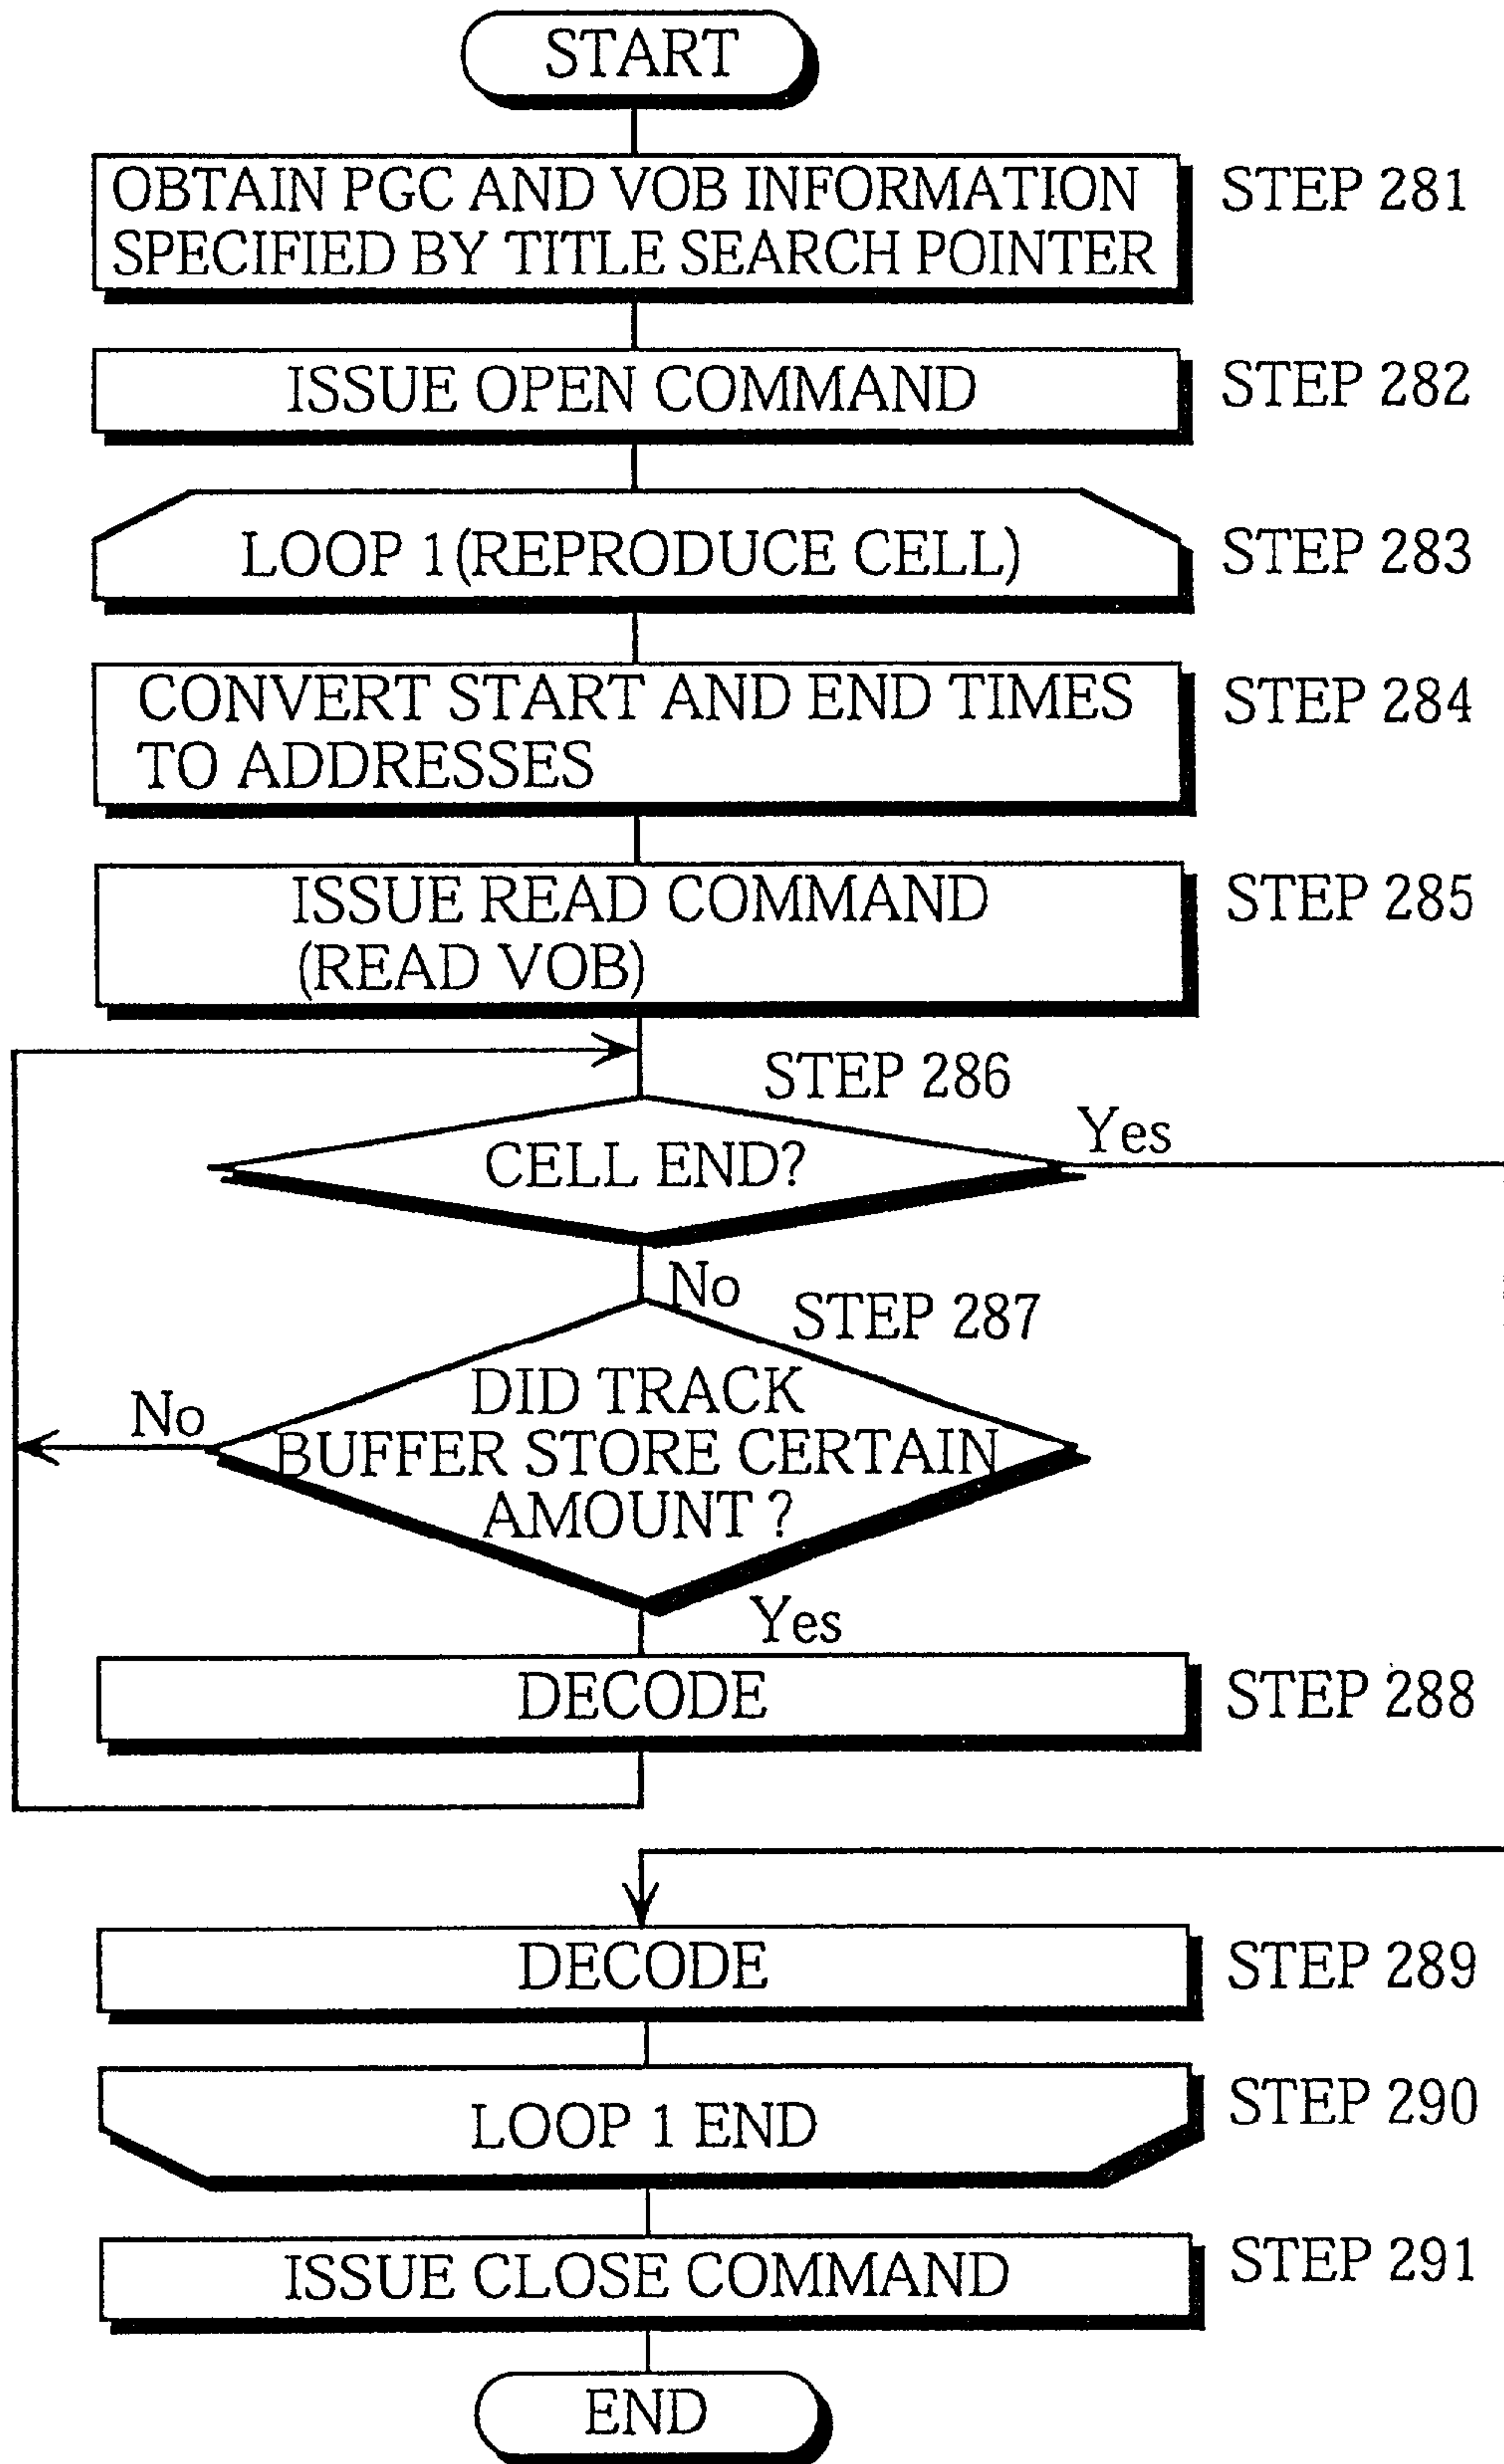 START
OBTAIN PGC AND VOB INFORMATION
SPECIFIED BY TITLE SEARCH POINTER
STEP 281
ISSUE OPEN COMMAND
STEP 282
LOOP 1 (REPRODUCE CELL)
STEP 283
CONVERT START AND END TIMES
TO ADDRESSES
STEP 284
ISSUE READ COMMAND
(READ VOB)
STEP 285
STEP 286
CELL END?
Yes
No
STEP 287
DID TRACK
BUFFER STORE CERTAIN
AMOUNT ?
No
Yes
DECODE
STEP 288
DECODE
STEP 289
LOOP 1 END
STEP 290
ISSUE CLOSE COMMAND
STEP 291
END